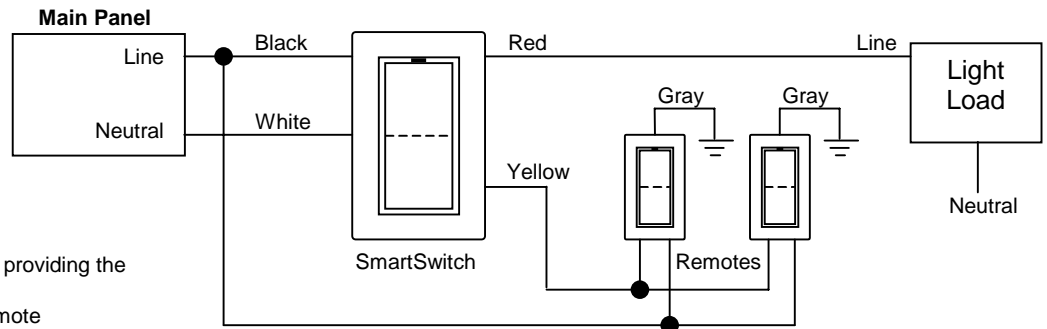 Main Panel
Line
Black
Red
Line
Light
Load
Gray
Gray
Neutral
White
Yellow
Neutral
SmartSwitch
Remotes
providing the
mote